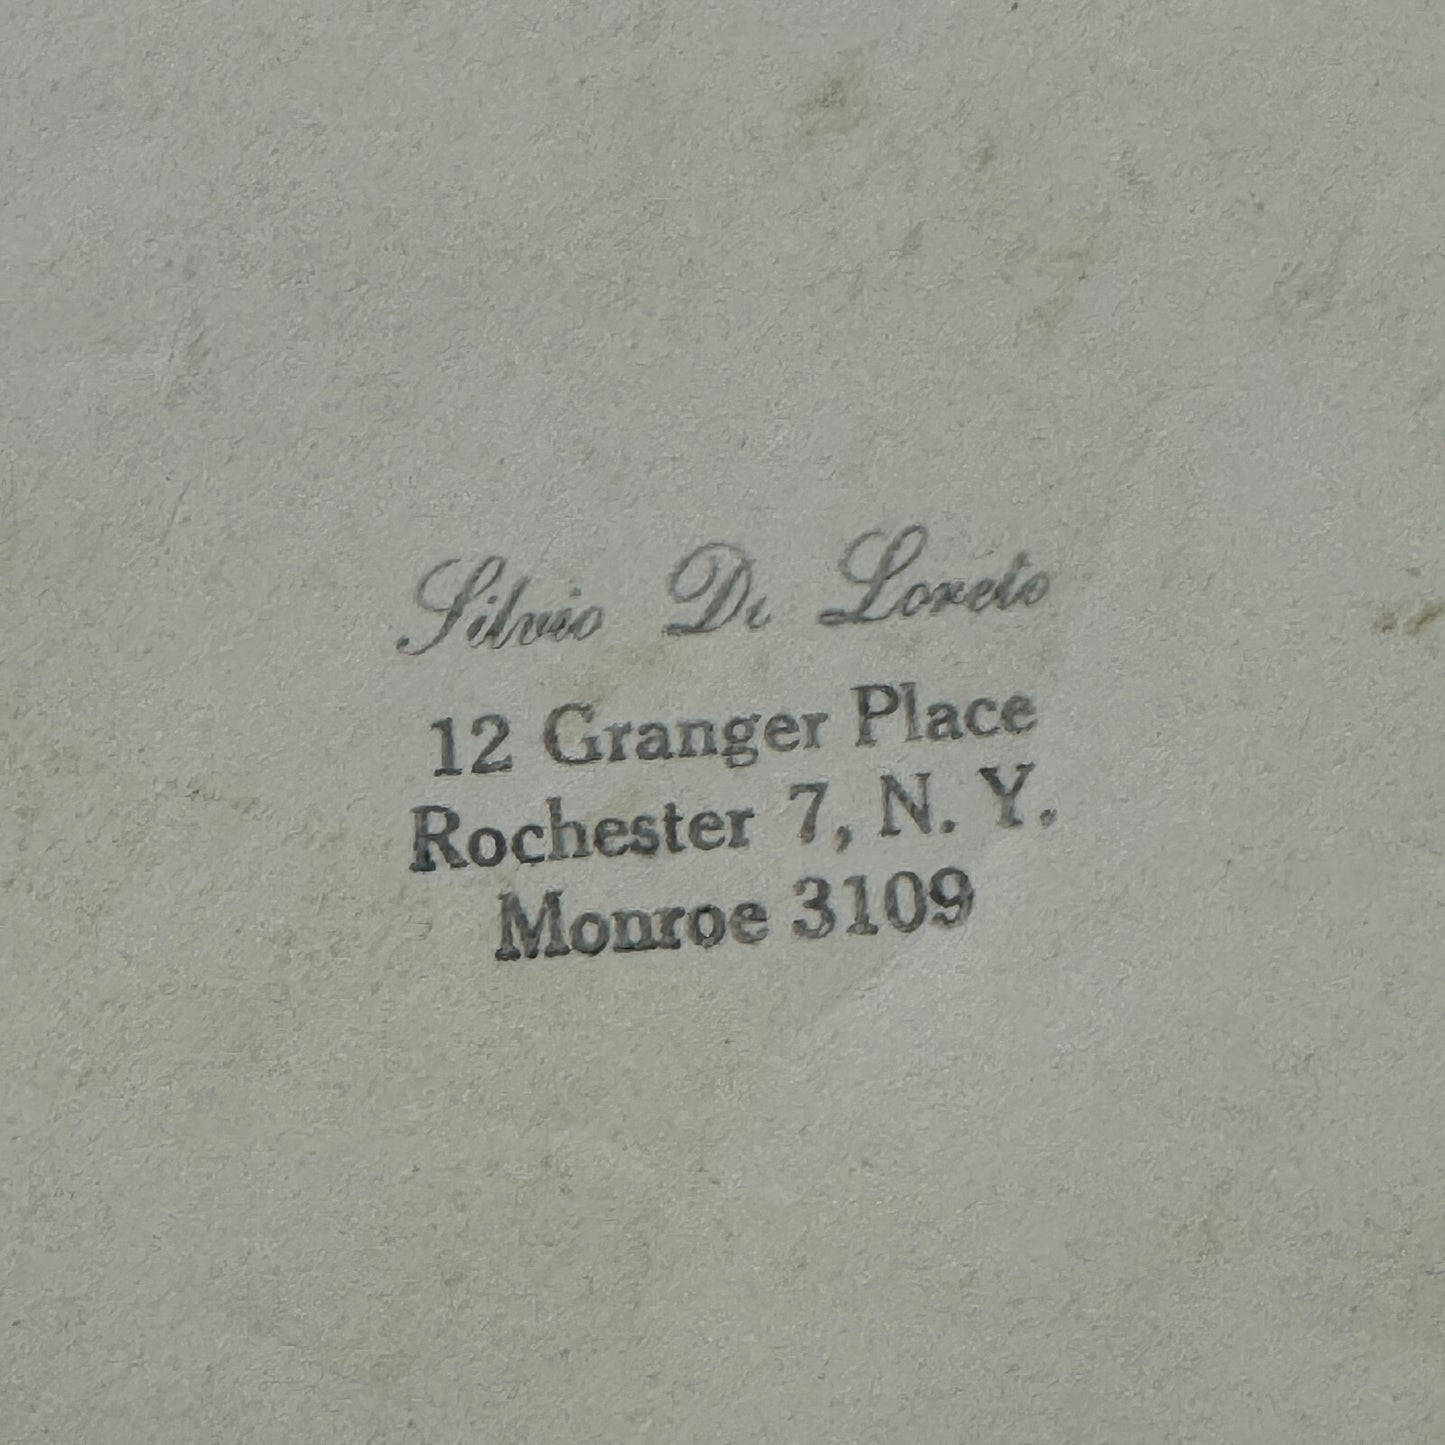 Silvio Di Loreto
12 Granger Place
Rochester 7, N. Y.
Monroe 3109